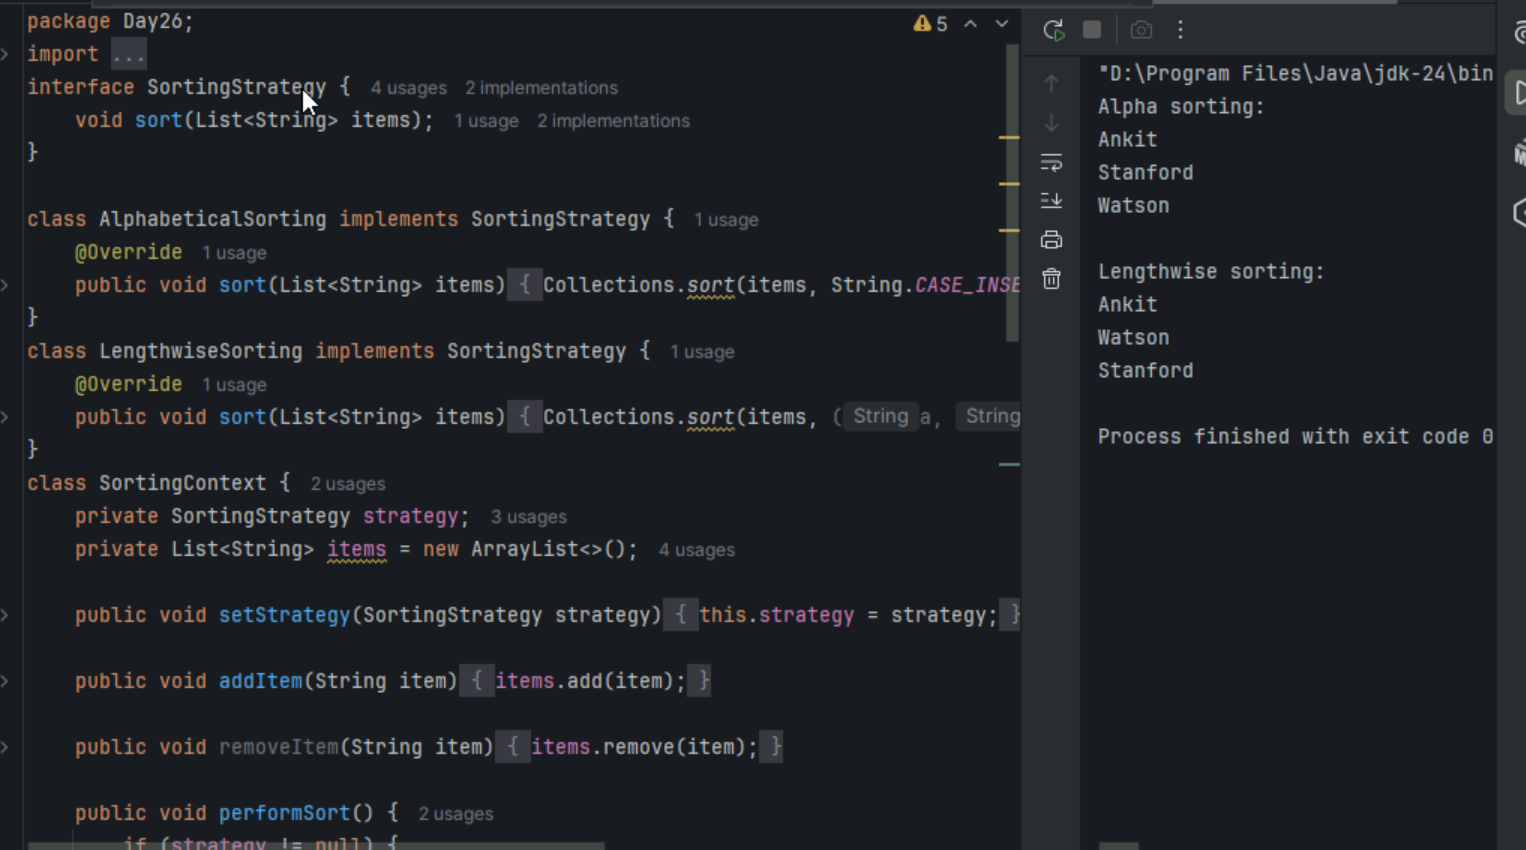 package Day26;
import ...
interface SortingStrategy { 4 usages 2 implementations
void sort(List<String> items); 1 usage 2 implementations
}
class AlphabeticalSorting implements SortingStrategy { 1 usage
@Override 1 usage
public void sort(List<String> items) { Collections.sort(items, String.CASE_INSE
}
class LengthwiseSorting implements SortingStrategy { 1 usage
@Override 1 usage
public void sort(List<String> items) { Collections.sort(items, (String a, String
}
class SortingContext { 2 usages
private SortingStrategy strategy; 3 usages
private List<String> items = new ArrayList<>(); 4 usages
public void setStrategy(SortingStrategy strategy) { this.strategy = strategy; }
public void addItem(String item) { items.add(item); }
public void removeItem(String item) { items.remove(item); }
public void performSort() { 2 usages
if (strategy != null) {
5
"D:\Program Files\Java\jdk-24\bin
Alpha sorting:
Ankit
Stanford
Watson
Lengthwise sorting:
Ankit
Watson
Stanford
Process finished with exit code 0